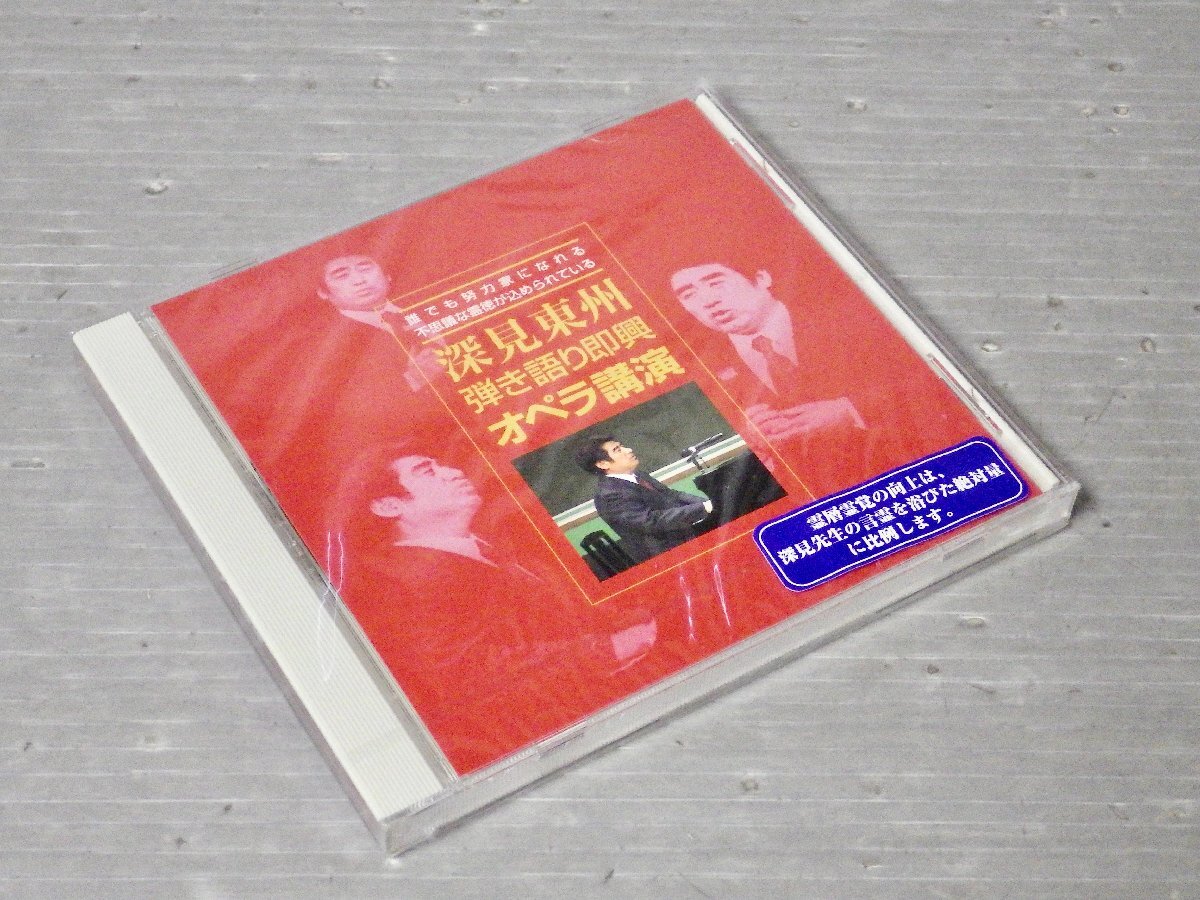 誰でも努力家になれる
不思議な霊徳が込められている
深見東州
弾き語り即興
オペラ講演
霊層霊覚の向上は、
深見先生の言霊を浴びた絶対量
に比例します。